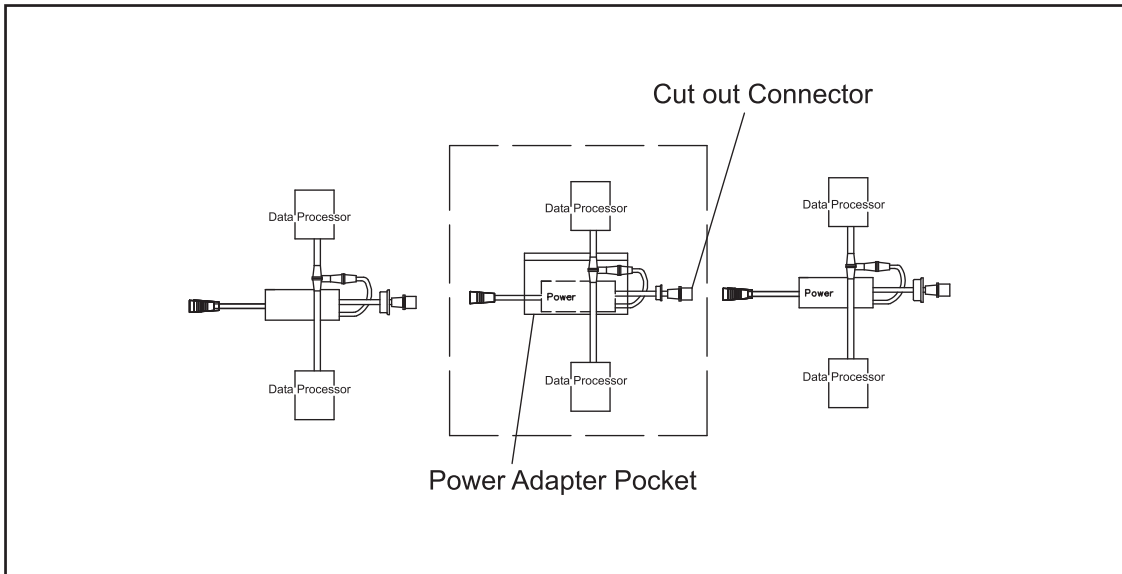 Cut out Connector
Data Processor
Data Processor
Data Processor
Power
Power
Data Processor
Data Processor
Data Processor
Power Adapter Pocket